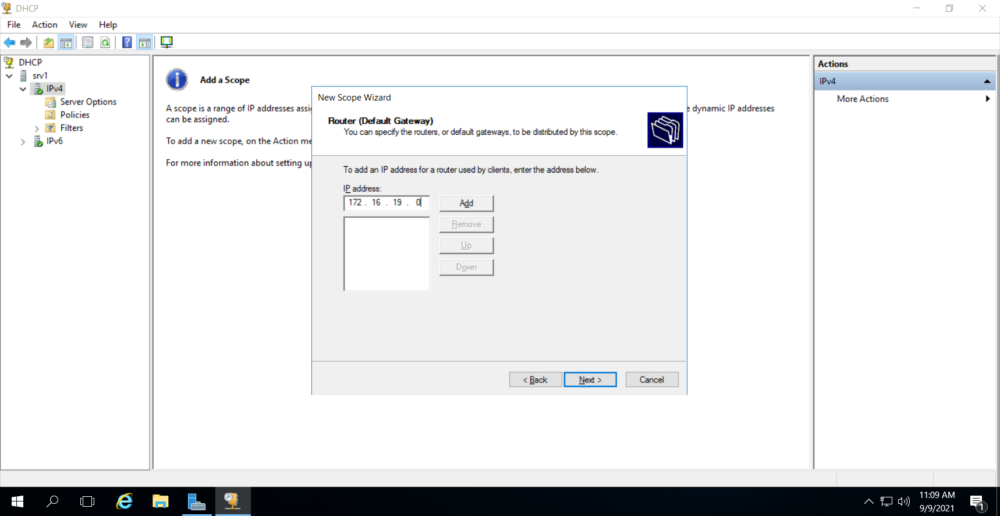 DHCP
File Action View Help
DHCP
srv1
IPv4
Server Options
Policies
Filters
IPv6
Add a Scope
A scope is a range of IP addresses assi
e dynamic IP addresses
can be assigned.
To add a new scope, on the Action me
For more information about setting up
New Scope Wizard
Router (Default Gateway)
You can specify the routers, or default gateways, to be distributed by this scope.
To add an IP address for a router used by clients, enter the address below.
IP address:
172 . 16 . 19 . 0
Add
Remove
Up
Down
< Back
Next >
Cancel
Actions
IPv4
More Actions
11:09 AM
9/9/2021
1